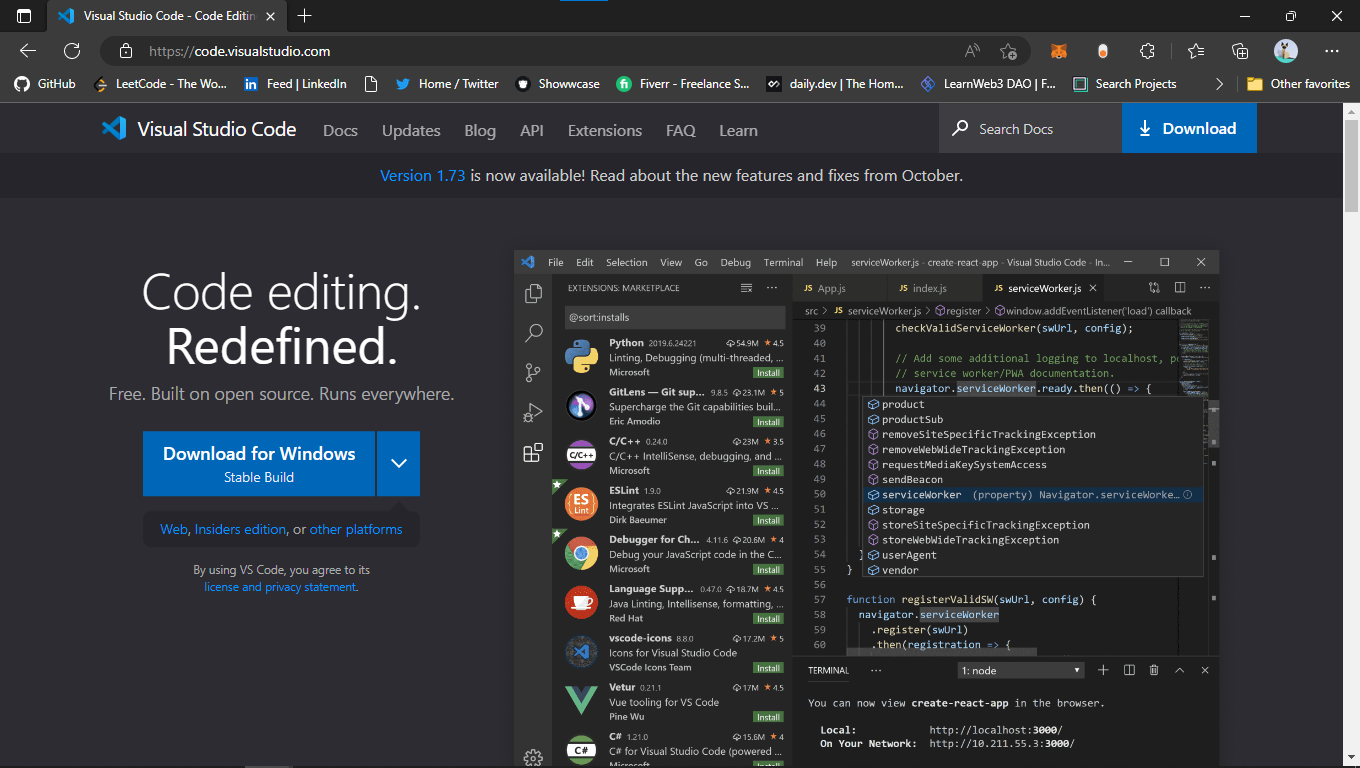 Visual Studio Code - Code Editin
https://code.visualstudio.com
GitHub LeetCode - The Wo... Feed | LinkedIn Home / Twitter Showwcase Fiverr - Freelance S... daily.dev | The Hom... LearnWeb3 DAO | F... Search Projects Other favorites
Visual Studio Code Docs Updates Blog API Extensions FAQ Learn Search Docs Download
Version 1.73 is now available! Read about the new features and fixes from October.
Code editing.
Redefined.
Free. Built on open source. Runs everywhere.
Download for Windows
Stable Build
Web, Insiders edition, or other platforms
By using VS Code, you agree to its
license and privacy statement.
File Edit Selection View Go Debug Terminal Help serviceWorker.js - create-react-app - Visual Studio Code - In...
EXTENSIONS: MARKETPLACE
@sort:installs
Python 2019.6.24221 54.9M 4.5
Linting, Debugging (multi-threaded, ...
Microsoft Install
GitLens — Git sup... 9.8.5 23.1M 5
Supercharge the Git capabilities buil...
Eric Amodio Install
C/C++ 0.24.0 23M 3.5
C/C++ IntelliSense, debugging, and ...
Microsoft Install
ESLint 1.9.0 21.9M 4.5
Integrates ESLint JavaScript into VS ...
Dirk Baeumer Install
Debugger for Ch... 4.11.6 20.6M 4
Debug your JavaScript code in the C...
Microsoft Install
Language Supp... 0.47.0 18.7M 4.5
Java Linting, Intellisense, formatting, ...
Red Hat Install
vscode-icons 8.8.0 17.2M 5
Icons for Visual Studio Code
VSCode Icons Team Install
Vetur 0.21.1 17M 4.5
Vue tooling for VS Code
Pine Wu Install
C# 1.21.0 15.6M 4
C# for Visual Studio Code (powered ...
Microsoft Install
JS App.js JS index.js JS serviceWorker.js
src > JS serviceWorker.js > register > window.addEventListener('load') callback
39 checkValidServiceWorker(swUrl, config);
40
41 // Add some additional logging to localhost, po
42 // service worker/PWA documentation.
43 navigator.serviceWorker.ready.then(() => {
44 product
45 productSub
46 removeSiteSpecificTrackingException
47 removeWebWideTrackingException
48 requestMediaKeySystemAccess
49 sendBeacon
50 serviceWorker (property) Navigator.serviceWorke...
51 storage
52 storeSiteSpecificTrackingException
53 storeWebWideTrackingException
54 } userAgent
55 } vendor
56
57 function registerValidSW(swUrl, config) {
58 navigator.serviceWorker
59 .register(swUrl)
60 .then(registration => {
TERMINAL ... 1: node
You can now view create-react-app in the browser.
Local: http://localhost:3000/
On Your Network: http://10.211.55.3:3000/